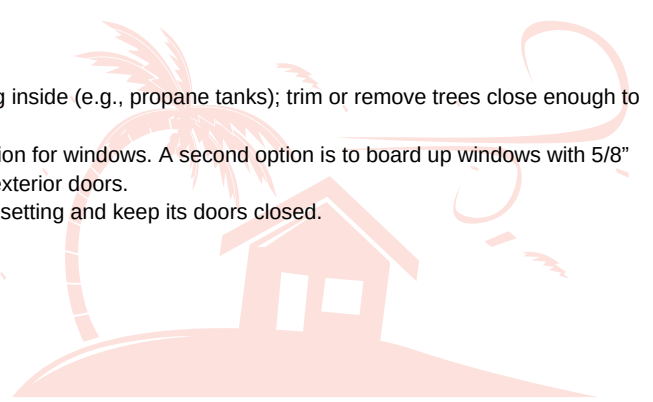 inside (e.g., propane tanks); trim or remove trees close enough to
ion for windows. A second option is to board up windows with 5/8”
exterior doors.
setting and keep its doors closed.